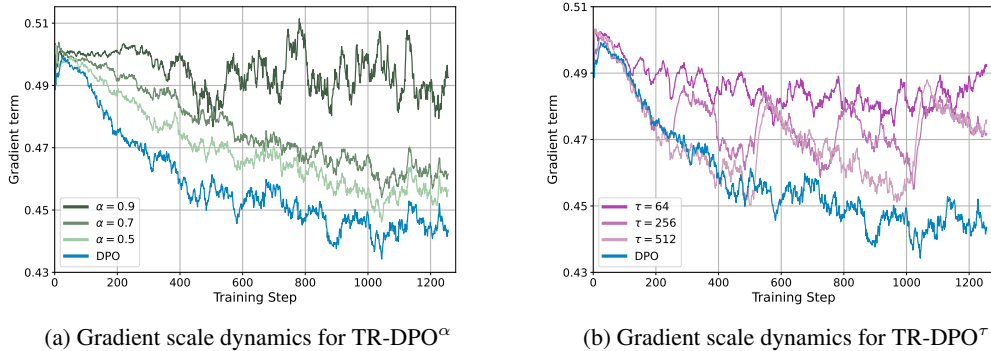 0.51
0.49
0.47
0.45
0.43
Gradient term
α = 0.9
α = 0.7
α = 0.5
DPO
0 200 400 600 800 1000 1200
Training Step
(a) Gradient scale dynamics for TR-DPO^α
0.51
0.49
0.47
0.45
0.43
Gradient term
τ = 64
τ = 256
τ = 512
DPO
0 200 400 600 800 1000 1200
Training Step
(b) Gradient scale dynamics for TR-DPO^τ